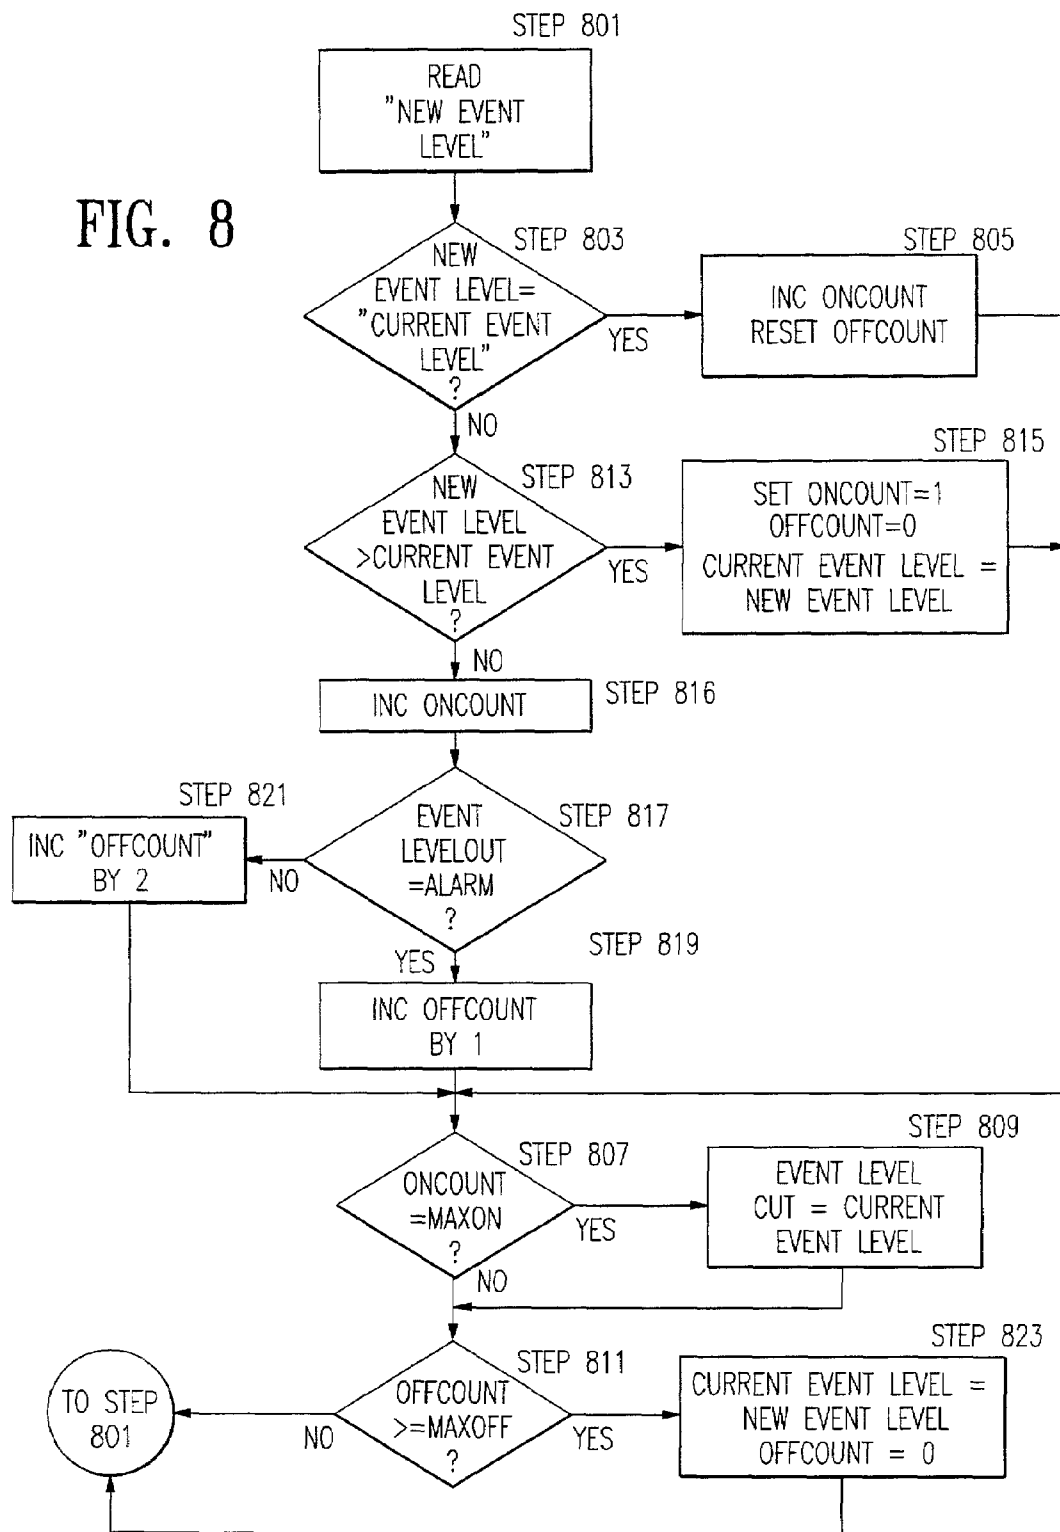 FIG. 8
STEP 801
READ
"NEW EVENT
LEVEL"
STEP 803
NEW
EVENT LEVEL=
"CURRENT EVENT
LEVEL"
?
YES
NO
STEP 805
INC ONCOUNT
RESET OFFCOUNT
STEP 813
NEW
EVENT LEVEL
>CURRENT EVENT
LEVEL
?
YES
NO
STEP 815
SET ONCOUNT=1
OFFCOUNT=0
CURRENT EVENT LEVEL =
NEW EVENT LEVEL
INC ONCOUNT
STEP 816
STEP 817
EVENT
LEVELOUT
=ALARM
?
NO
YES
STEP 821
INC "OFFCOUNT"
BY 2
STEP 819
INC OFFCOUNT
BY 1
STEP 807
ONCOUNT
=MAXON
?
YES
NO
STEP 809
EVENT LEVEL
CUT = CURRENT
EVENT LEVEL
STEP 811
OFFCOUNT
>=MAXOFF
?
NO
YES
STEP 823
CURRENT EVENT LEVEL =
NEW EVENT LEVEL
OFFCOUNT = 0
TO STEP
801